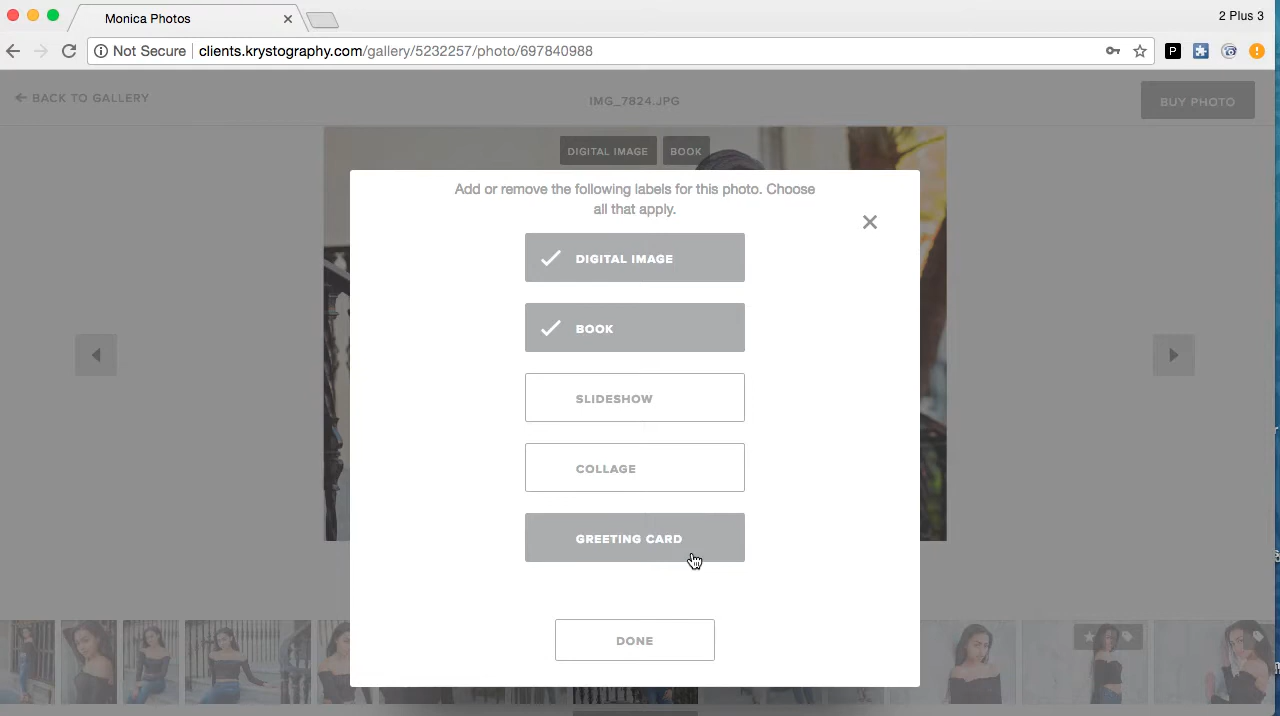 Monica Photos
2 Plus 3
Not Secure
clients.krystography.com/gallery/5232257/photo/697840988
P
BACK TO GALLERY
IMG_7824.JPG
BUY PHOTO
DIGITAL IMAGE
BOOK
Add or remove the following labels for this photo. Choose
all that apply.
DIGITAL IMAGE
BOOK
SLIDESHOW
COLLAGE
GREETING CARD
DONE